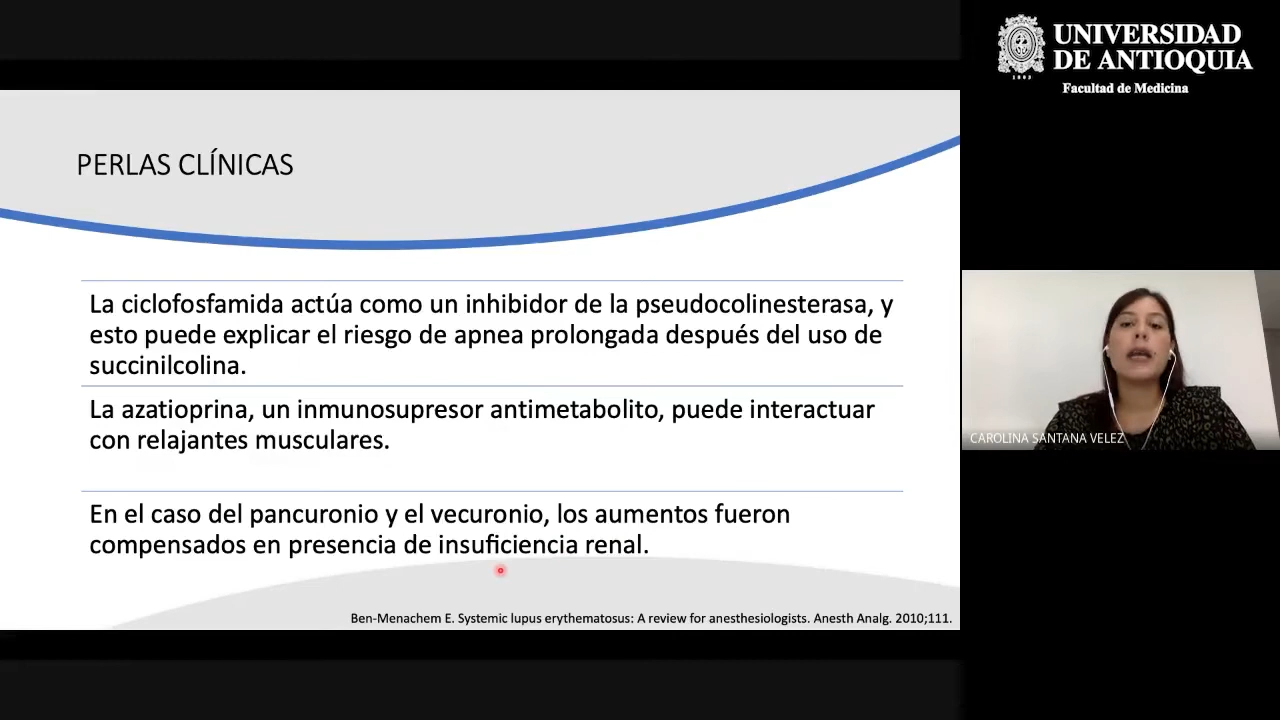 UNIVERSIDAD
DE ANTIOQUIA
1803
Facultad de Medicina
PERLAS CLÍNICAS
La ciclofosfamida actúa como un inhibidor de la pseudocolinesterasa, y
esto puede explicar el riesgo de apnea prolongada después del uso de
succinilcolina.
La azatioprina, un inmunosupresor antimetabolito, puede interactuar
con relajantes musculares.
En el caso del pancuronio y el vecuronio, los aumentos fueron
compensados en presencia de insuficiencia renal.
Ben-Menachem E. Systemic lupus erythematosus: A review for anesthesiologists. Anesth Analg. 2010;111.
CAROLINA SANTANA VELEZ